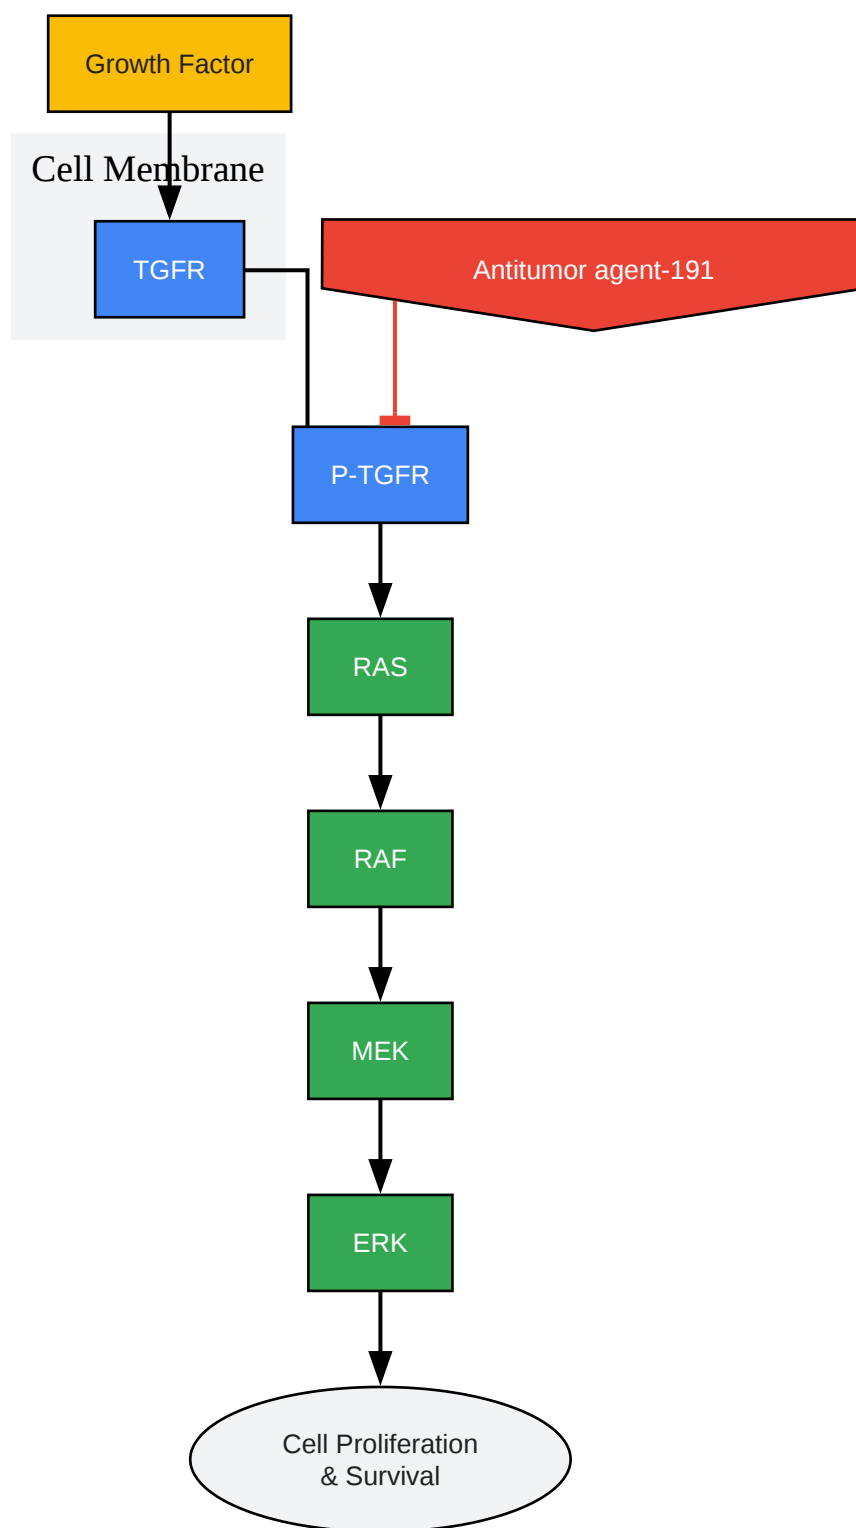 Growth Factor
Cell Membrane
TGFR
Antitumor agent-191
P-TGFR
RAS
RAF
MEK
ERK
Cell Proliferation
& Survival